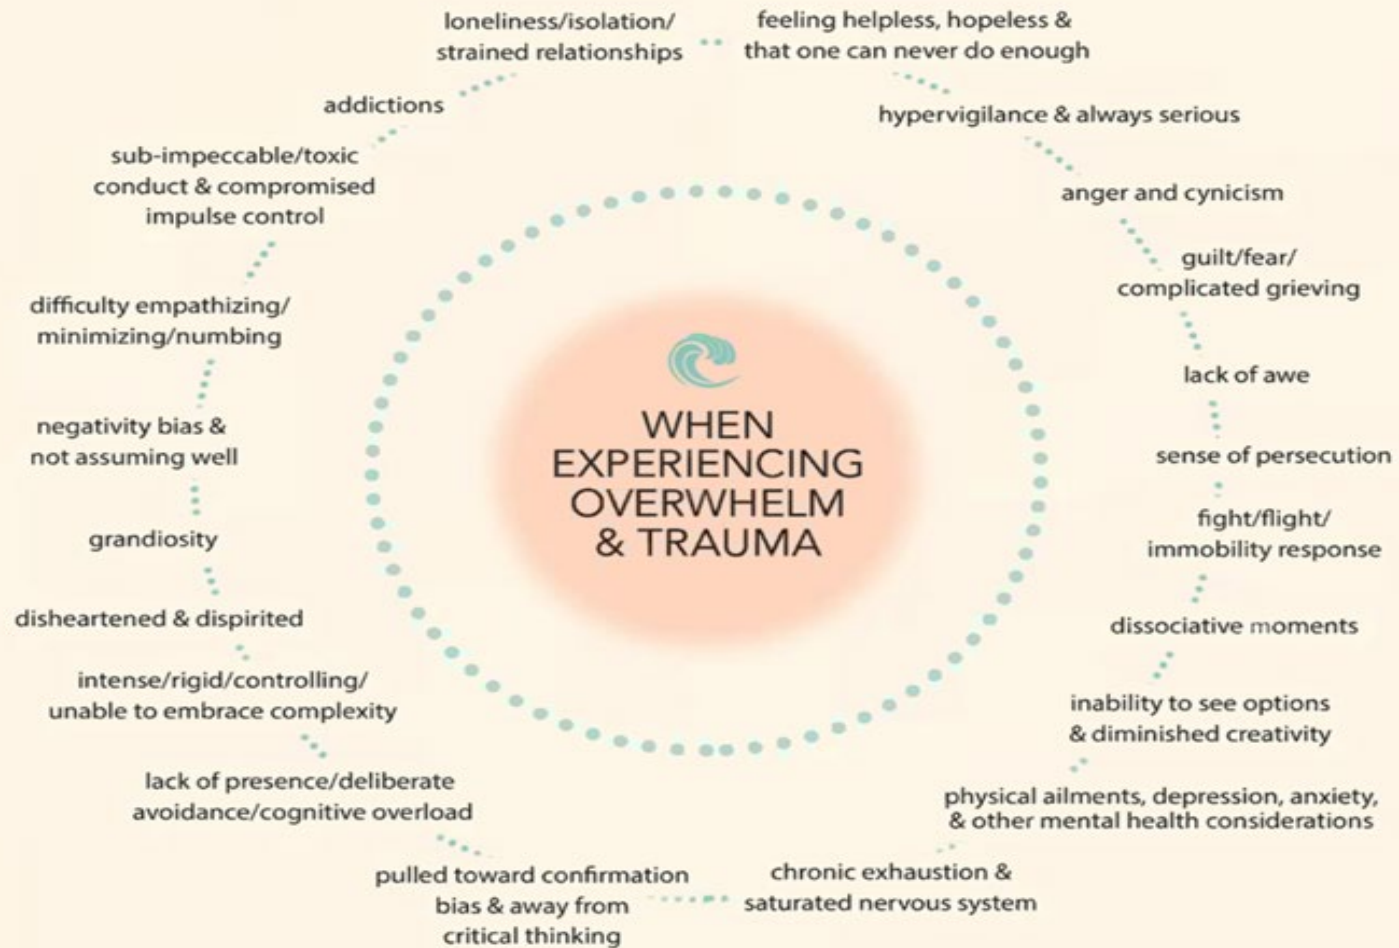 WHEN
EXPERIENCING
OVERWHELM
& TRAUMA
feeling helpless, hopeless &
that one can never do enough
hypervigilance & always serious
anger and cynicism
guilt/fear/
complicated grieving
lack of awe
sense of persecution
fight/flight/
immobility response
dissociative moments
inability to see options
& diminished creativity
physical ailments, depression, anxiety,
& other mental health considerations
chronic exhaustion &
saturated nervous system
pulled toward confirmation
bias & away from
critical thinking
lack of presence/deliberate
avoidance/cognitive overload
intense/rigid/controlling/
unable to embrace complexity
disheartened & dispirited
grandiosity
negativity bias &
not assuming well
difficulty empathizing/
minimizing/numbing
sub-impeccable/toxic
conduct & compromised
impulse control
addictions
loneliness/isolation/
strained relationships